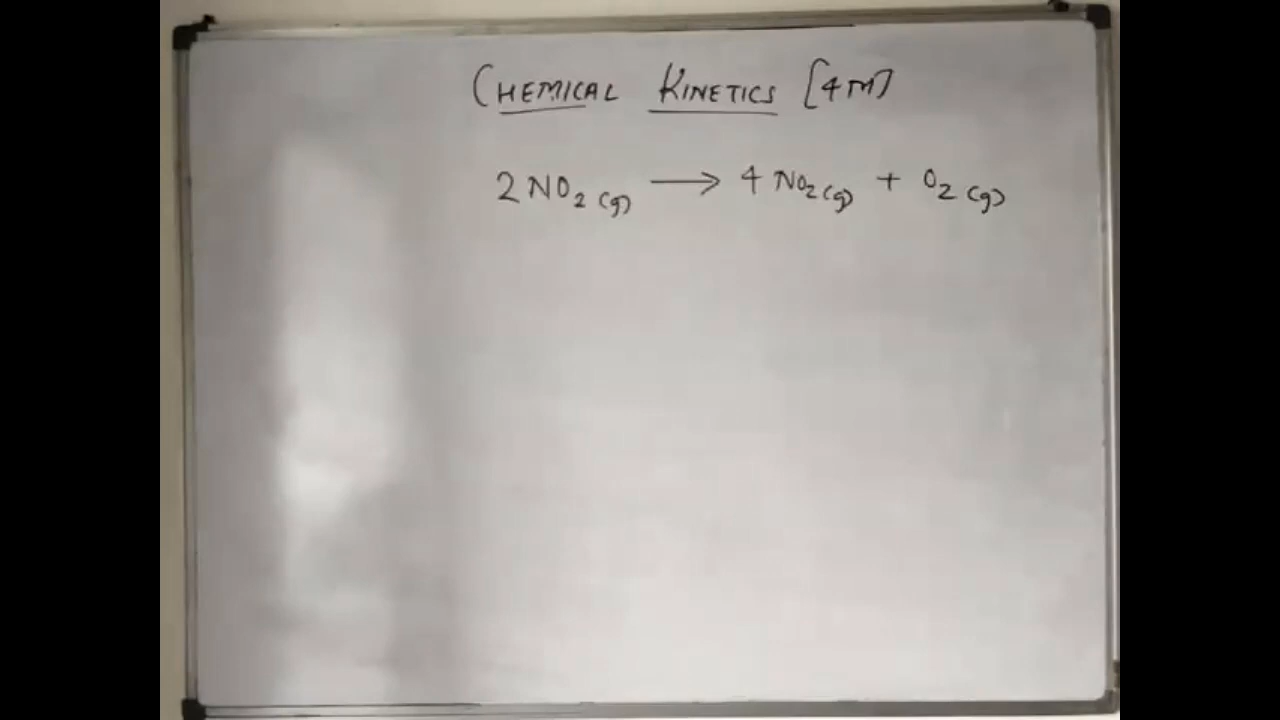 CHEMICAL KINETICS [4M]
2NO₂(g) ⟶ 4NO₂(g) + O₂(g)